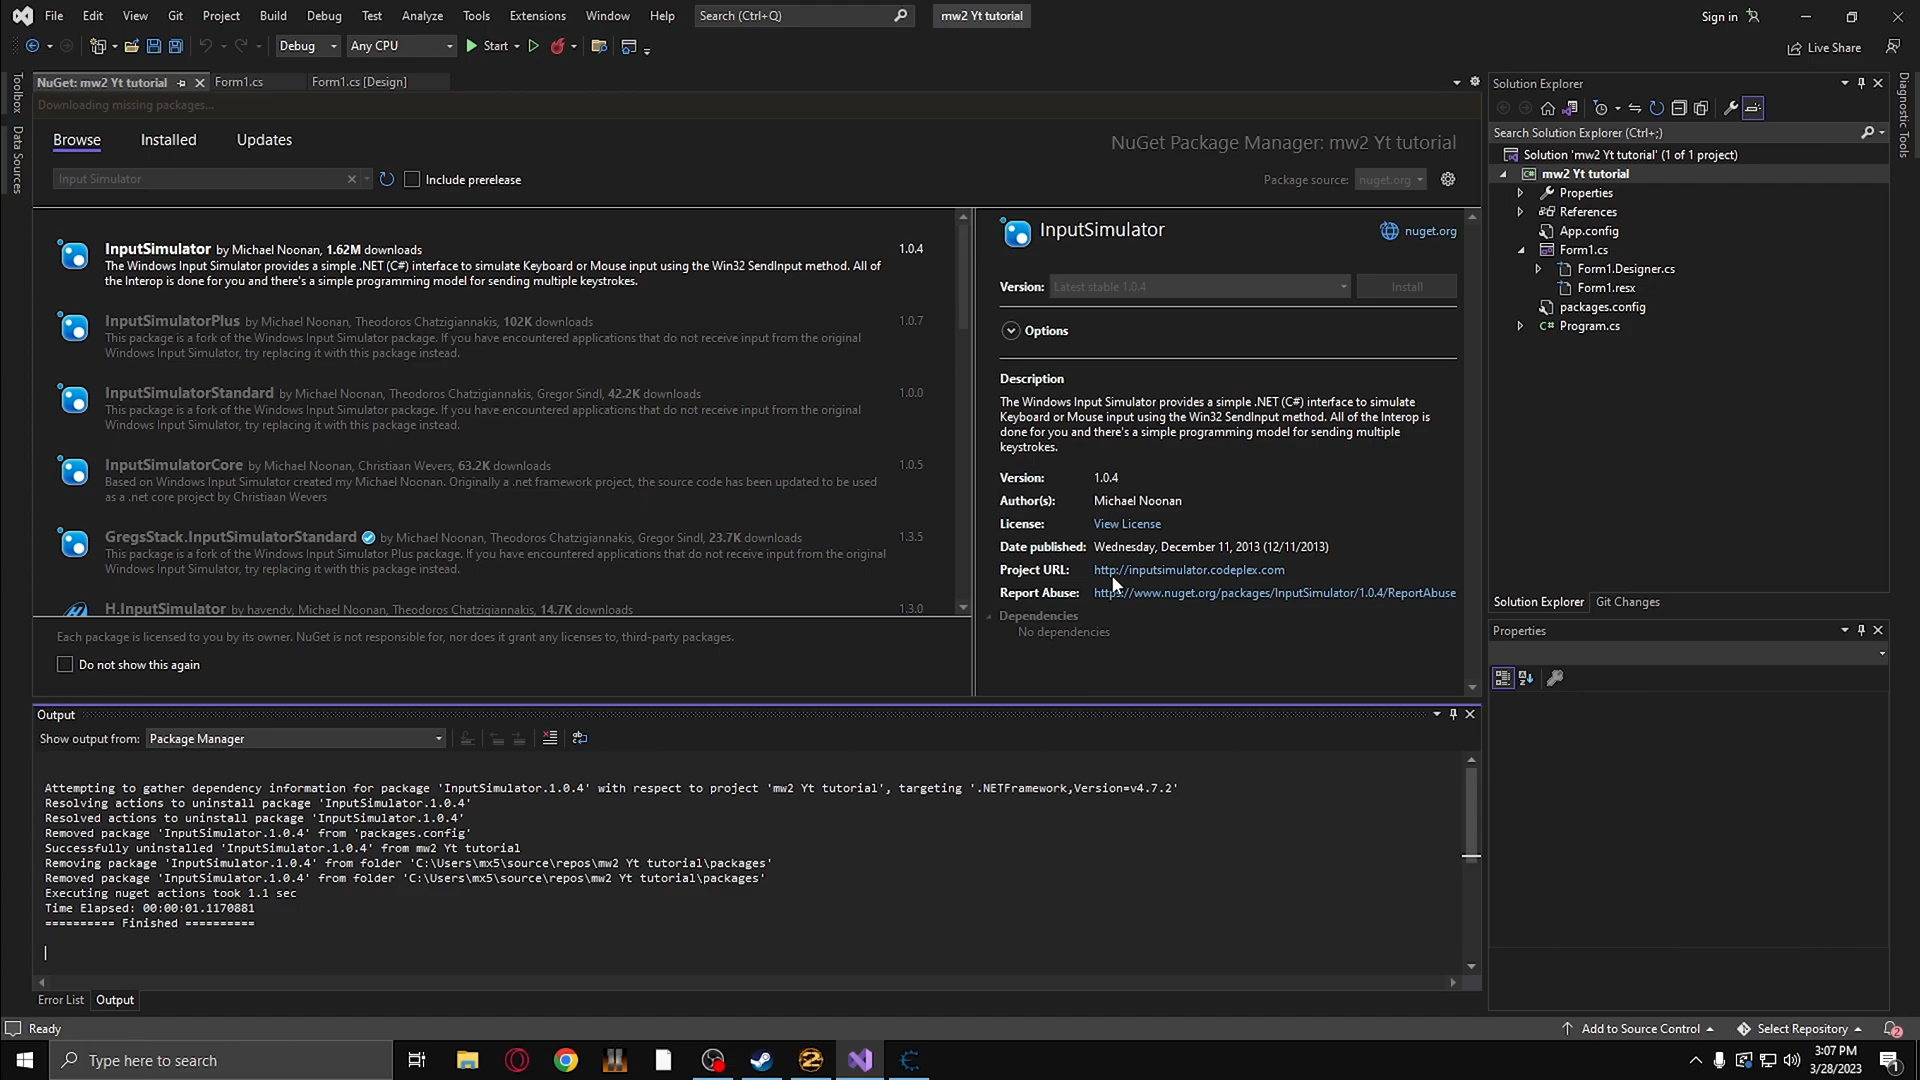 File Edit View Git Project Build Debug Test Analyze Tools Extensions Window Help Search (Ctrl+Q) mw2 Yt tutorial Sign in
Debug Any CPU Start Live Share
Toolbox
Data Sources
NuGet: mw2 Yt tutorial Form1.cs Form1.cs [Design]
Downloading missing packages...
Browse Installed Updates
NuGet Package Manager: mw2 Yt tutorial
Input Simulator Include prerelease Package source: nuget.org
InputSimulator by Michael Noonan, 1.62M downloads 1.0.4
The Windows Input Simulator provides a simple .NET (C#) interface to simulate Keyboard or Mouse input using the Win32 SendInput method. All of
the Interop is done for you and there's a simple programming model for sending multiple keystrokes.
InputSimulatorPlus by Michael Noonan, Theodoros Chatzigiannakis, 102K downloads 1.0.7
This package is a fork of the Windows Input Simulator package. If you have encountered applications that do not receive input from the original
Windows Input Simulator, try replacing it with this package instead.
InputSimulatorStandard by Michael Noonan, Theodoros Chatzigiannakis, Gregor Sindl, 42.2K downloads 1.0.0
This package is a fork of the Windows Input Simulator package. If you have encountered applications that do not receive input from the original
Windows Input Simulator, try replacing it with this package instead.
InputSimulatorCore by Michael Noonan, Christiaan Wevers, 63.2K downloads 1.0.5
Based on Windows Input Simulator created my Michael Noonan. Originally a .net framework project, the source code has been updated to be used
as a .net core project by Christiaan Wevers
GregsStack.InputSimulatorStandard by Michael Noonan, Theodoros Chatzigiannakis, Gregor Sindl, 23.7K downloads 1.3.5
This package is a fork of the Windows Input Simulator Plus package. If you have encountered applications that do not receive input from the original
Windows Input Simulator, try replacing it with this package instead.
H.InputSimulator by havendv, Michael Noonan, Theodoros Chatzigiannakis, 14.7K downloads 1.3.0
Each package is licensed to you by its owner. NuGet is not responsible for, nor does it grant any licenses to, third-party packages.
Do not show this again
InputSimulator nuget.org
Version: Latest stable 1.0.4 Install
Options
Description
The Windows Input Simulator provides a simple .NET (C#) interface to simulate
Keyboard or Mouse input using the Win32 SendInput method. All of the Interop is
done for you and there's a simple programming model for sending multiple
keystrokes.
Version: 1.0.4
Author(s): Michael Noonan
License: View License
Date published: Wednesday, December 11, 2013 (12/11/2013)
Project URL: http://inputsimulator.codeplex.com
Report Abuse: https://www.nuget.org/packages/InputSimulator/1.0.4/ReportAbuse
Dependencies
No dependencies
Solution Explorer
Search Solution Explorer (Ctrl+;)
Solution 'mw2 Yt tutorial' (1 of 1 project)
mw2 Yt tutorial
Properties
References
App.config
Form1.cs
Form1.Designer.cs
Form1.resx
packages.config
C# Program.cs
Solution Explorer Git Changes
Properties
Diagnostic Tools
Output
Show output from: Package Manager
Attempting to gather dependency information for package 'InputSimulator.1.0.4' with respect to project 'mw2 Yt tutorial', targeting '.NETFramework,Version=v4.7.2'
Resolving actions to uninstall package 'InputSimulator.1.0.4'
Resolved actions to uninstall package 'InputSimulator.1.0.4'
Removed package 'InputSimulator.1.0.4' from 'packages.config'
Successfully uninstalled 'InputSimulator.1.0.4' from mw2 Yt tutorial
Removing package 'InputSimulator.1.0.4' from folder 'C:\Users\mx5\source\repos\mw2 Yt tutorial\packages'
Removed package 'InputSimulator.1.0.4' from folder 'C:\Users\mx5\source\repos\mw2 Yt tutorial\packages'
Executing nuget actions took 1.1 sec
Time Elapsed: 00:00:01.1170881
========== Finished ==========
Error List Output
Ready Add to Source Control Select Repository 2
Type here to search
3:07 PM
3/28/2023
1